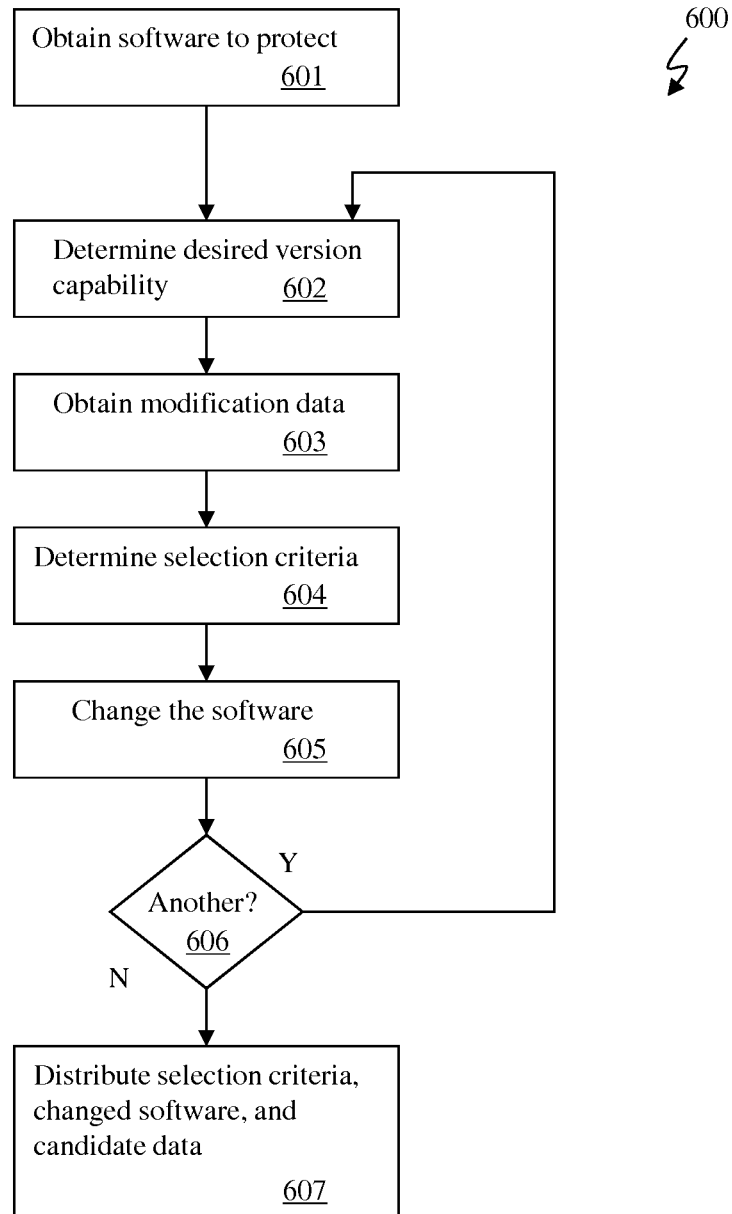 600
Obtain software to protect
601
Determine desired version
capability 602
Obtain modification data
603
Determine selection criteria
604
Change the software
605
Y
Another?
606
N
Distribute selection criteria,
changed software, and
candidate data
607